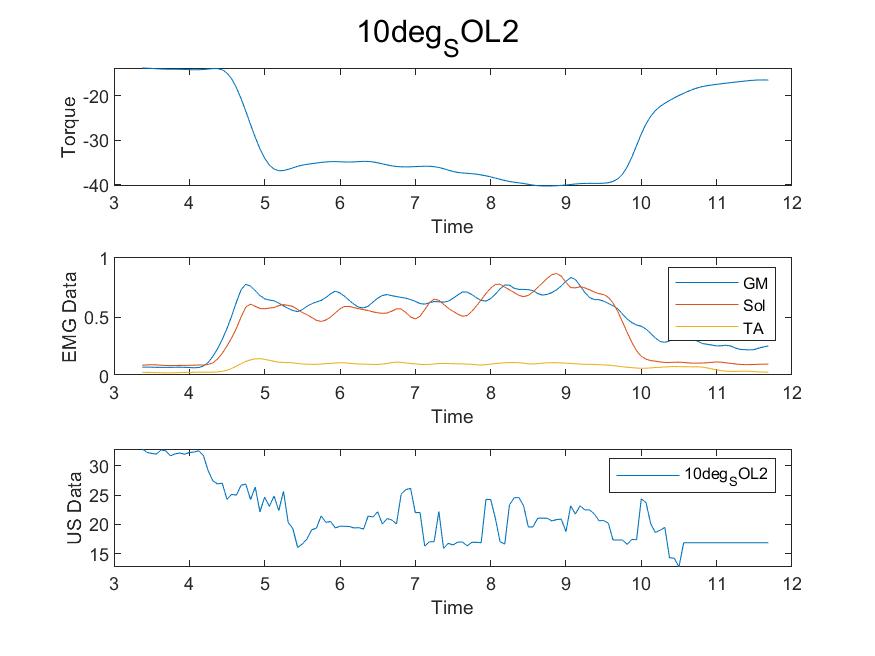 10deg_SOL2
-20
-30
-40
Torque
3 4 5 6 7 8 9 10 11 12
Time
1
0.5
0
EMG Data
GM
Sol
TA
3 4 5 6 7 8 9 10 11 12
Time
30
25
20
15
US Data
10deg_SOL2
3 4 5 6 7 8 9 10 11 12
Time